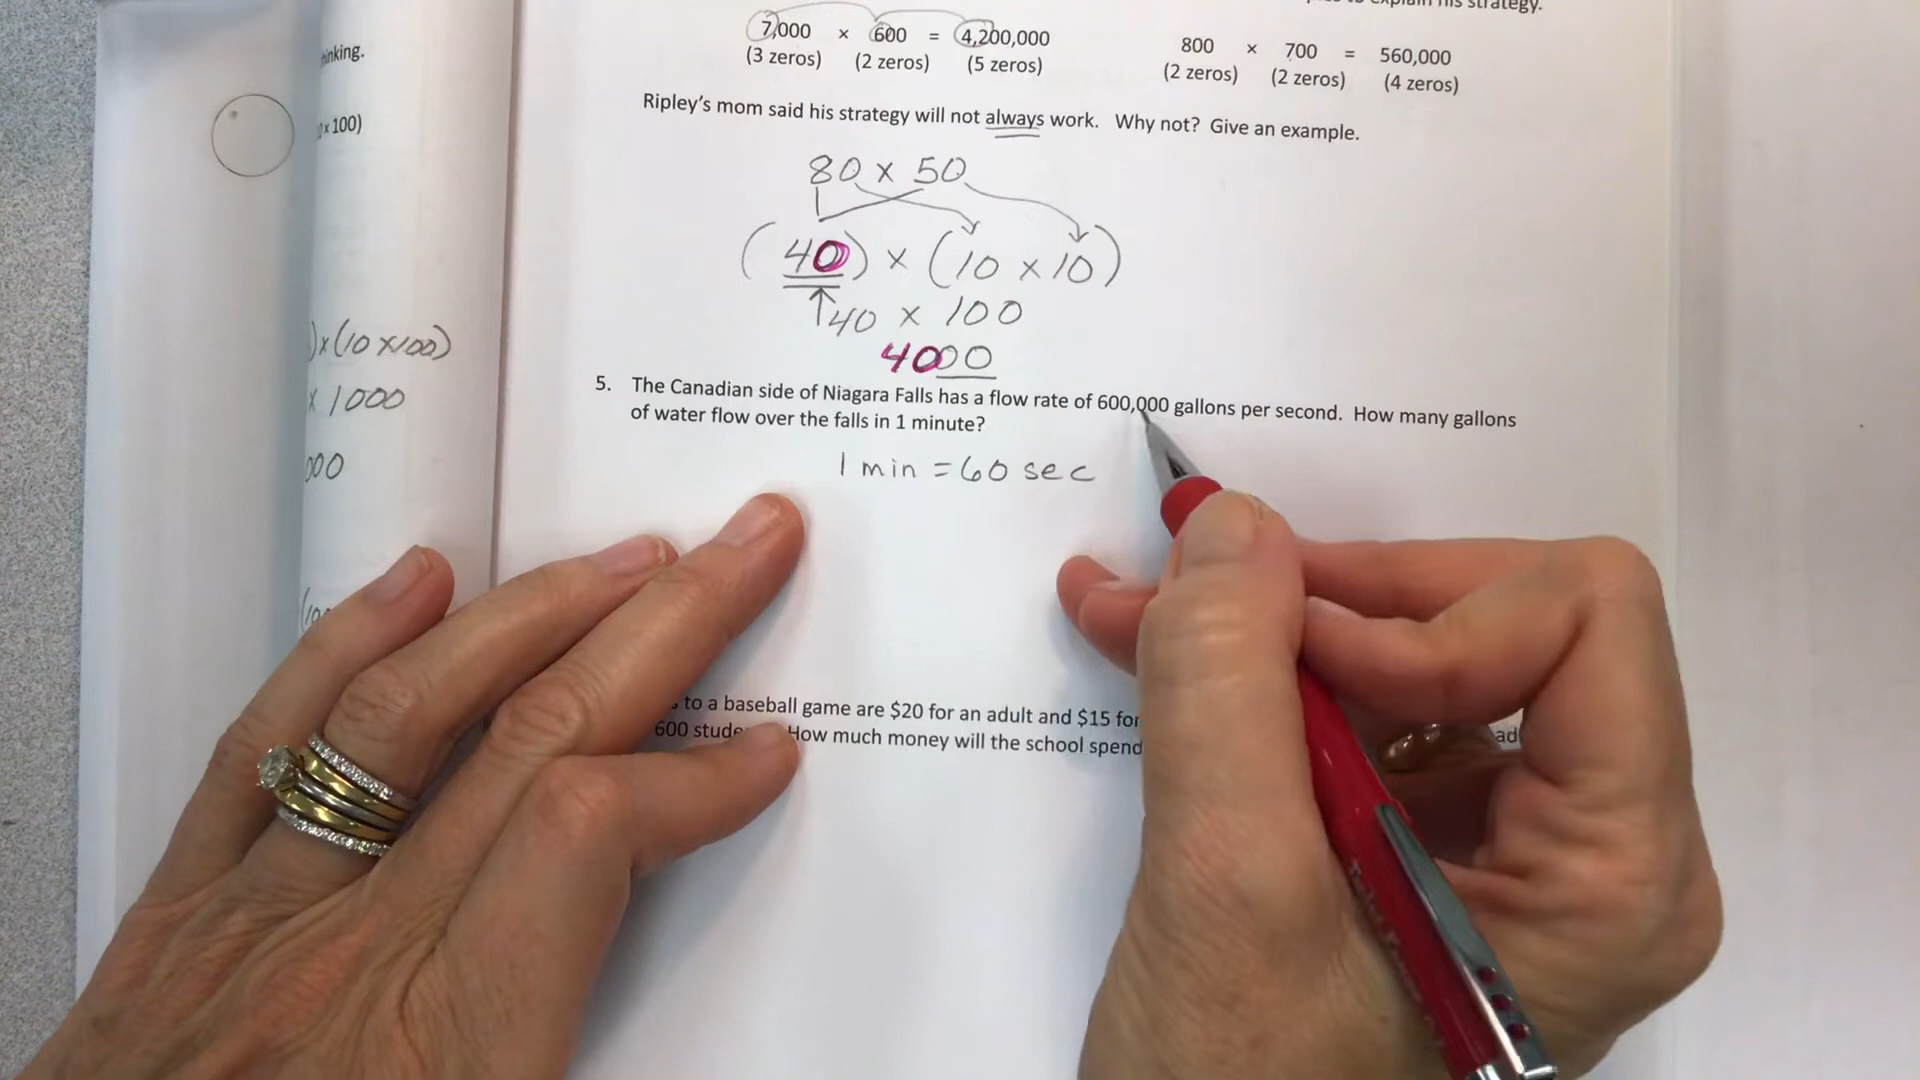 explain his strategy.
7,000 x 600 = 4,200,000
(3 zeros) (2 zeros) (5 zeros)
800 x 700 = 560,000
(2 zeros) (2 zeros) (4 zeros)
Ripley's mom said his strategy will not always work. Why not? Give an example.
80 x 50
(40) x (10 x 10)
40 x 100
4000
5. The Canadian side of Niagara Falls has a flow rate of 600,000 gallons per second. How many gallons
of water flow over the falls in 1 minute?
1 min = 60 sec
to a baseball game are $20 for an adult and $15 for
600 How much money will the school spend
x 100)
) x (10 x 100)
x 1000
000